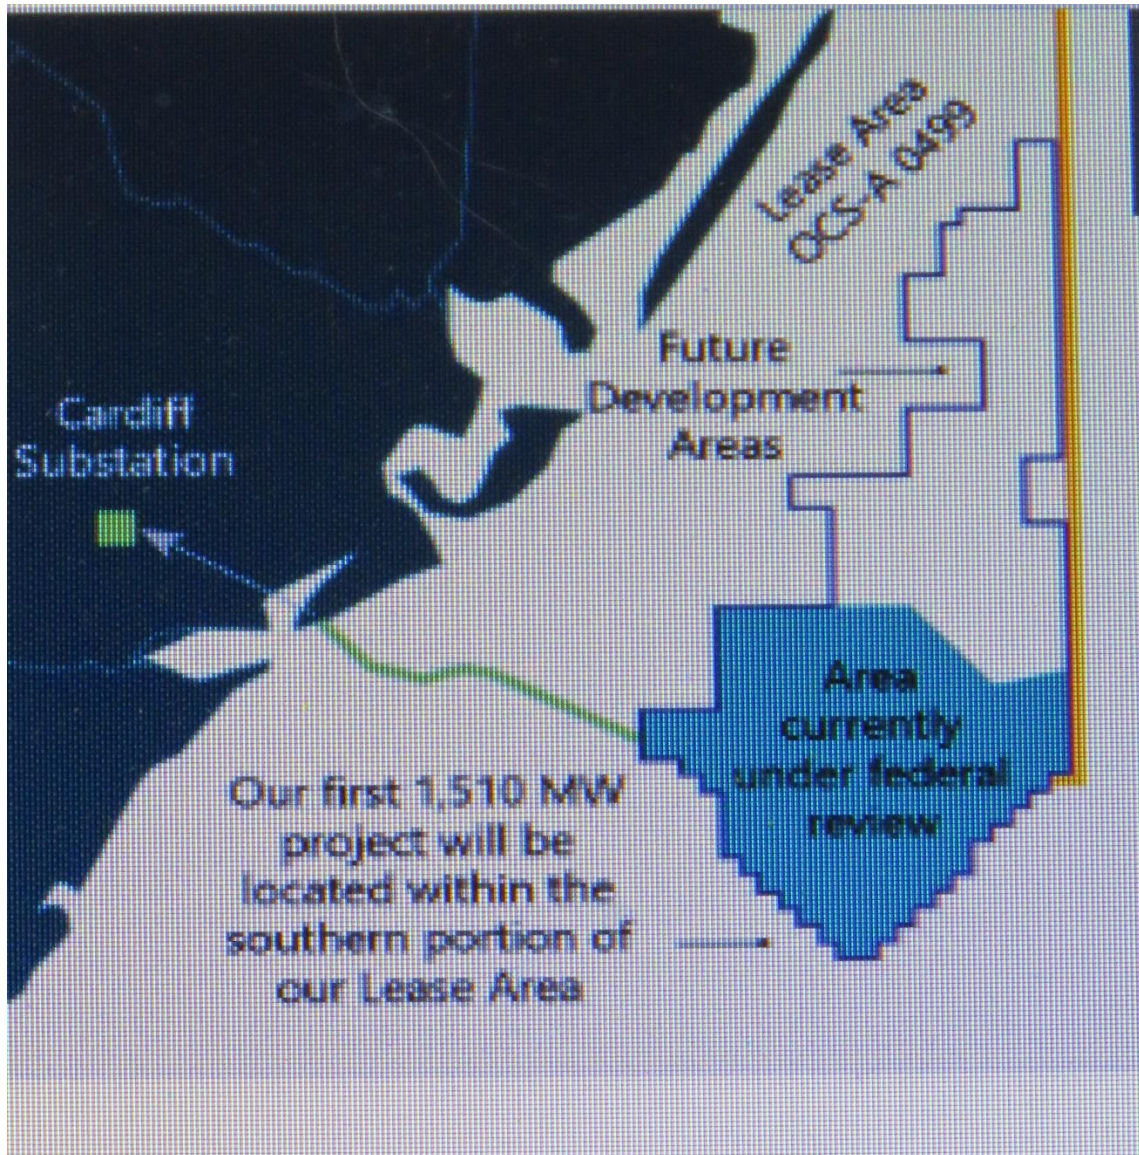 Lease Area
OCS-A 0499
Future
Development
Areas
Cardiff
Substation
Area
currently
under federal
review
Our first 1,510 MW
project will be
located within the
southern portion of
our Lease Area